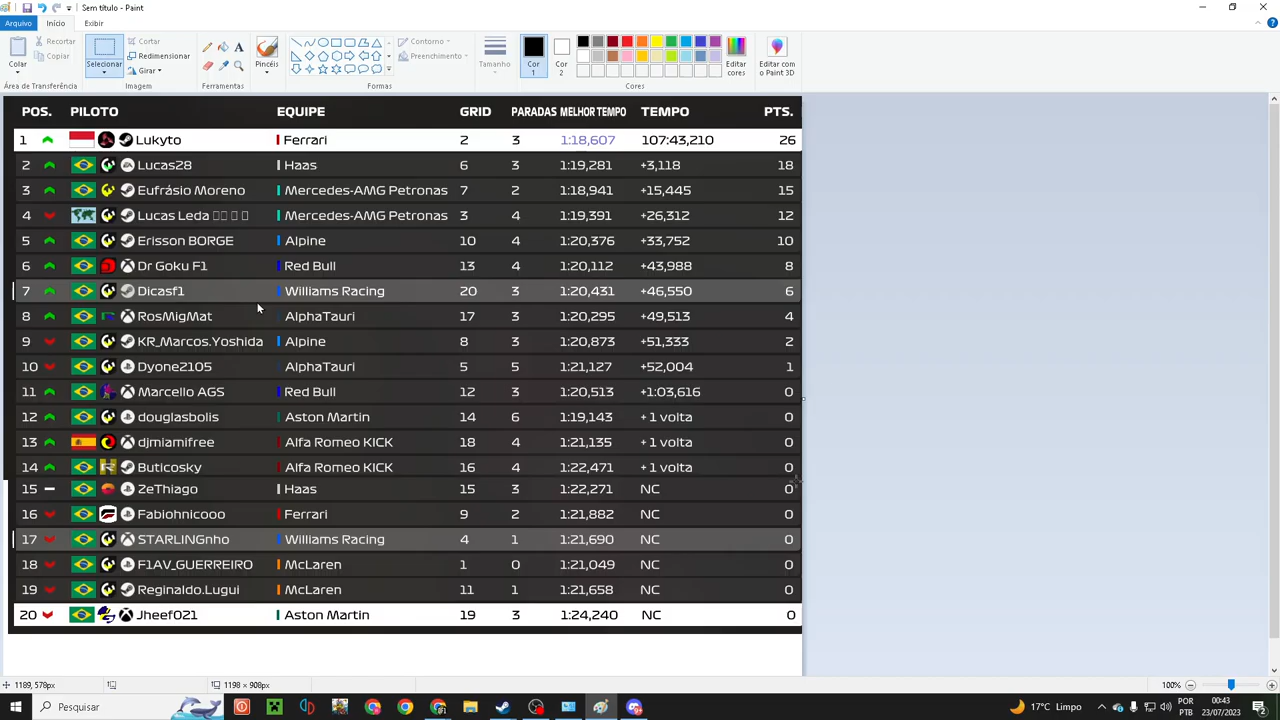 Sem título - Paint
Arquivo Início Exibir
Colar
Recortar
Copiar
Área de Transferência
Selecionar
Cortar
Redimensionar
Girar
Imagem
Ferramentas
Pincéis
Contorno
Preenchimento
Formas
Tamanho
Cor 1
Cor 2
Editar cores
Editar com o Paint 3D
Cores
POS. PILOTO EQUIPE GRID PARADAS MELHOR TEMPO TEMPO PTS.
1 Lukyto Ferrari 2 3 1:18,607 107:43,210 26
2 Lucas28 Haas 6 3 1:19,281 +3,118 18
3 Eufrásio Moreno Mercedes-AMG Petronas 7 2 1:18,941 +15,445 15
4 Lucas Leda Mercedes-AMG Petronas 3 4 1:19,391 +26,312 12
5 Erisson BORGE Alpine 10 4 1:20,376 +33,752 10
6 Dr Goku F1 Red Bull 13 4 1:20,112 +43,988 8
7 Dicasf1 Williams Racing 20 3 1:20,431 +46,550 6
8 RosMigMat AlphaTauri 17 3 1:20,295 +49,513 4
9 KR_Marcos.Yoshida Alpine 8 3 1:20,873 +51,333 2
10 Dyone2105 AlphaTauri 5 5 1:21,127 +52,004 1
11 Marcello AGS Red Bull 12 3 1:20,513 +1:03,616 0
12 douglasbolis Aston Martin 14 6 1:19,143 + 1 volta 0
13 djmiamifree Alfa Romeo KICK 18 4 1:21,135 + 1 volta 0
14 Buticosky Alfa Romeo KICK 16 4 1:22,471 + 1 volta 0
15 ZeThiago Haas 15 3 1:22,271 NC 0
16 Fabiohnicooo Ferrari 9 2 1:21,882 NC 0
17 STARLINGnho Williams Racing 4 1 1:21,690 NC 0
18 F1AV_GUERREIRO McLaren 1 0 1:21,049 NC 0
19 Reginaldo.Lugui McLaren 11 1 1:21,658 NC 0
20 Jheef021 Aston Martin 19 3 1:24,240 NC 0
1189, 578px 1198 × 908px 100%
Pesquisar 17°C Limpo POR PTB 00:43 23/07/2023